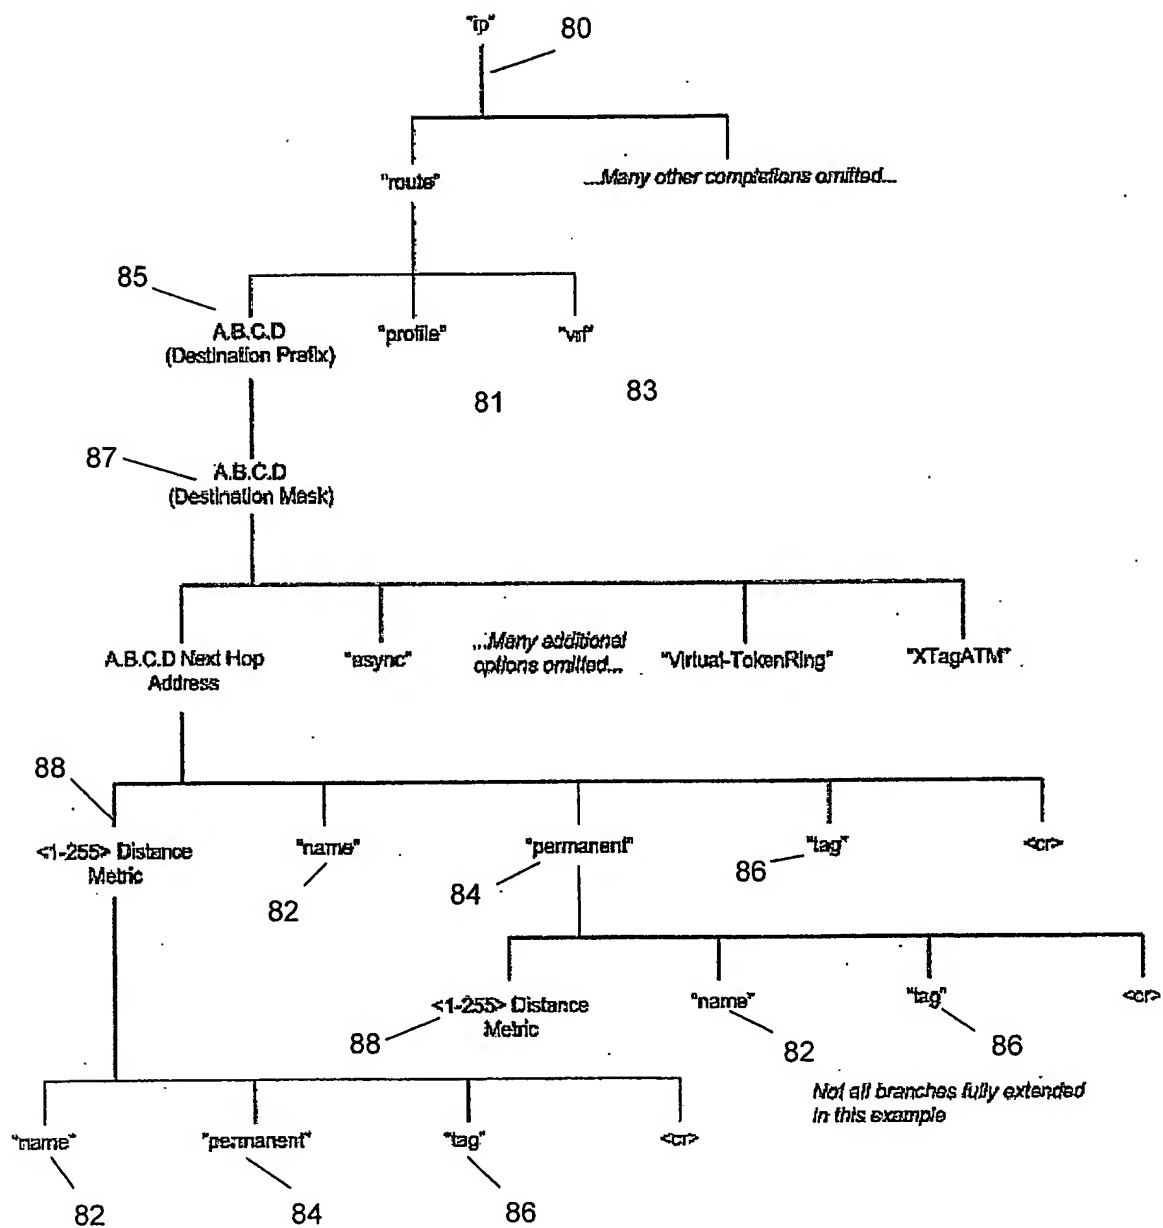 "ip"
80
"route"
...Many other completions omitted...
85
A.B.C.D
(Destination Prefix)
"profile"
"vrf"
81
83
87
A.B.C.D
(Destination Mask)
A.B.C.D Next Hop
Address
"async"
...Many additional
options omitted...
"Virtual-TokenRing"
"XTagATM"
88
<1-255> Distance
Metric
"name"
"permanent"
"tag"
<cr>
82
84
86
<1-255> Distance
Metric
"name"
"tag"
<cr>
88
82
86
Not all branches fully extended
in this example
"name"
"permanent"
"tag"
<cr>
82
84
86